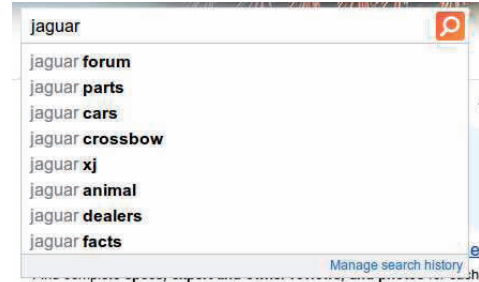 jaguar
jaguar forum
jaguar parts
jaguar cars
jaguar crossbow
jaguar xj
jaguar animal
jaguar dealers
jaguar facts
Manage search history